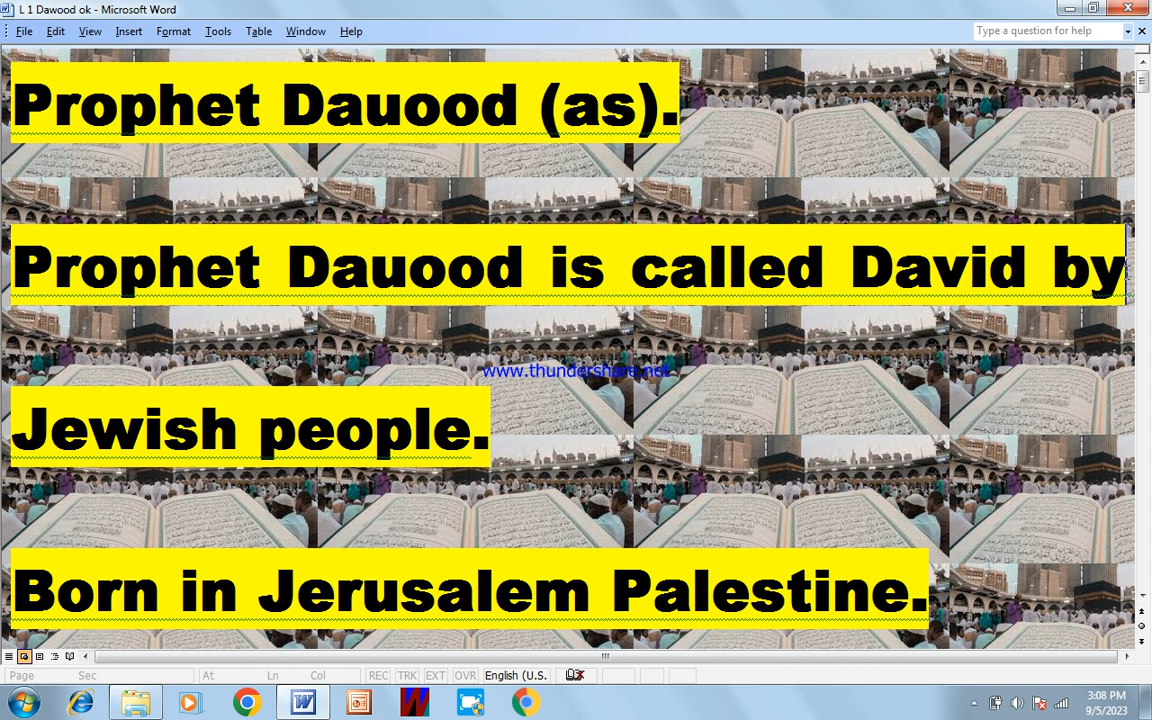 L 1 Dawood ok - Microsoft Word
File Edit View Insert Format Tools Table Window Help
Type a question for help
Prophet Dauood (as).
Prophet Dauood is called David by
www.thundershare.net
Jewish people.
Born in Jerusalem Palestine.
Page Sec At Ln Col REC TRK EXT OVR English (U.S.
3:08 PM
9/5/2023